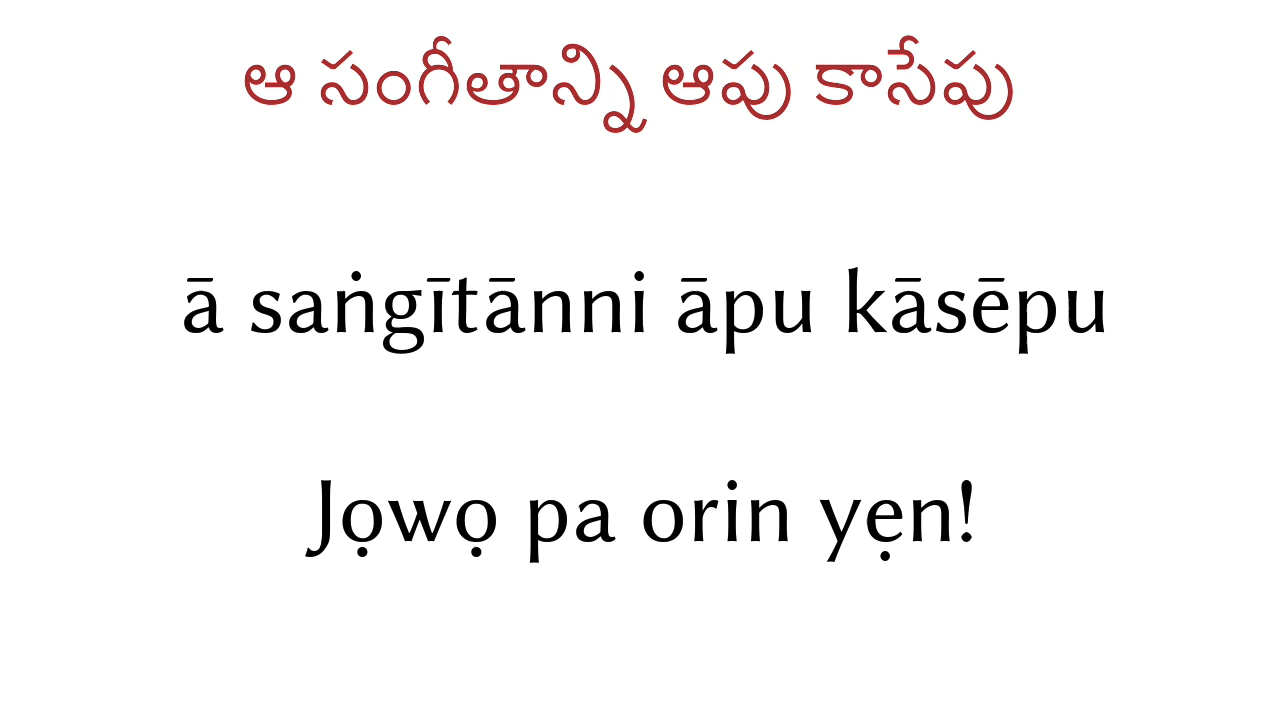 ఆ సంగీతాన్ని ఆపు కాసేపు
ā saṅgītānni āpu kāsēpu
Jọwọ pa orin yẹn!